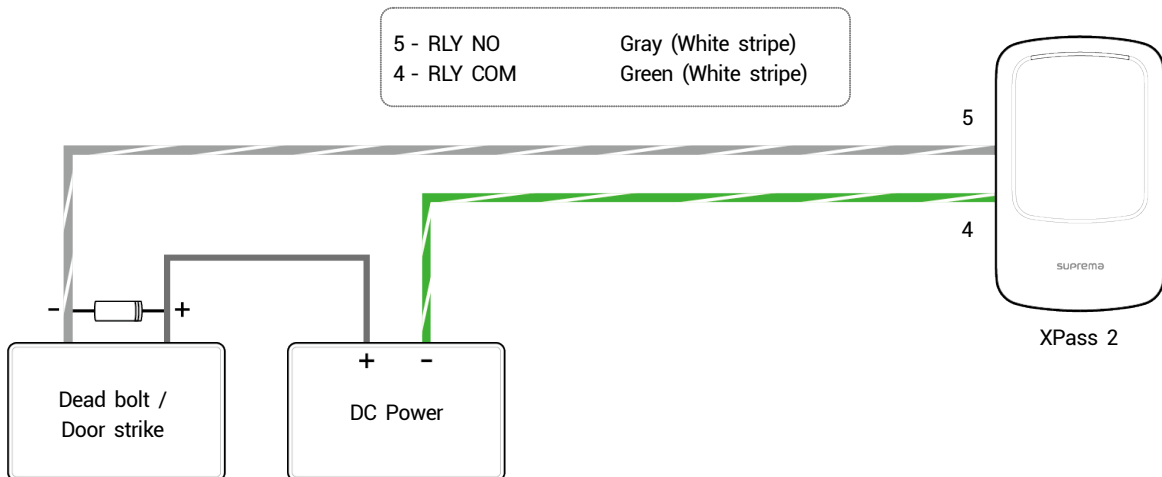 5 - RLY NO Gray (White stripe)
4 - RLY COM Green (White stripe)
5
4
suprema
XPass 2
- +
+ -
Dead bolt /
Door strike
DC Power